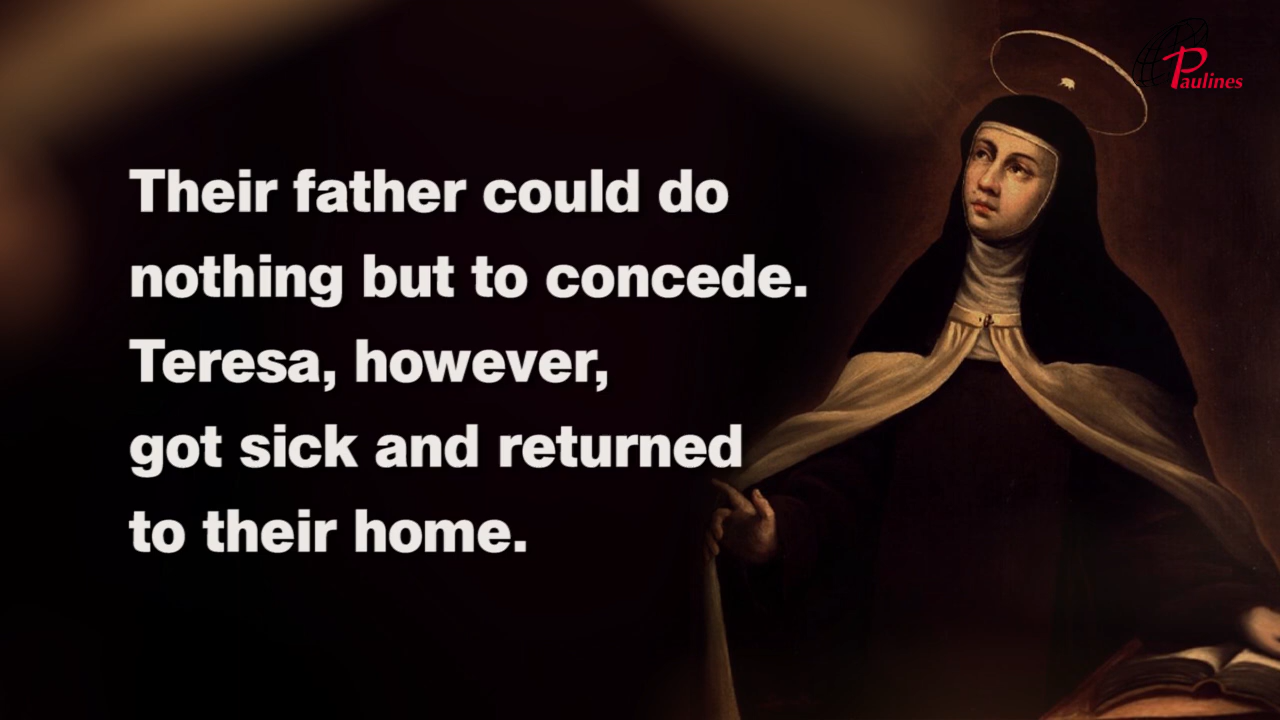 Paulines
Their father could do
nothing but to concede.
Teresa, however,
got sick and returned
to their home.